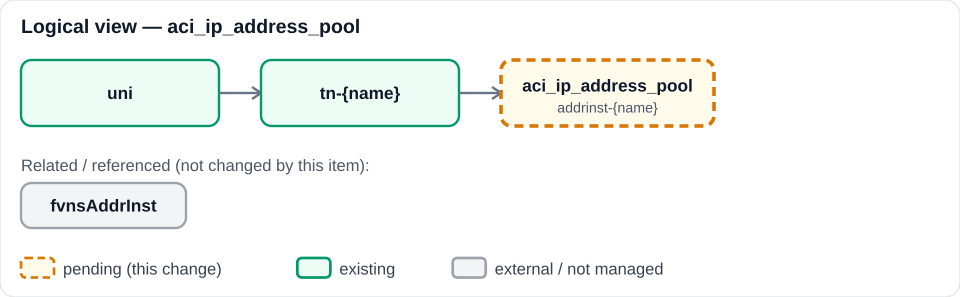 Logical view — aci_ip_address_pool
uni
tn-{name}
aci_ip_address_pool
addrinst-{name}
Related / referenced (not changed by this item):
fvnsAddrInst
pending (this change)
existing
external / not managed